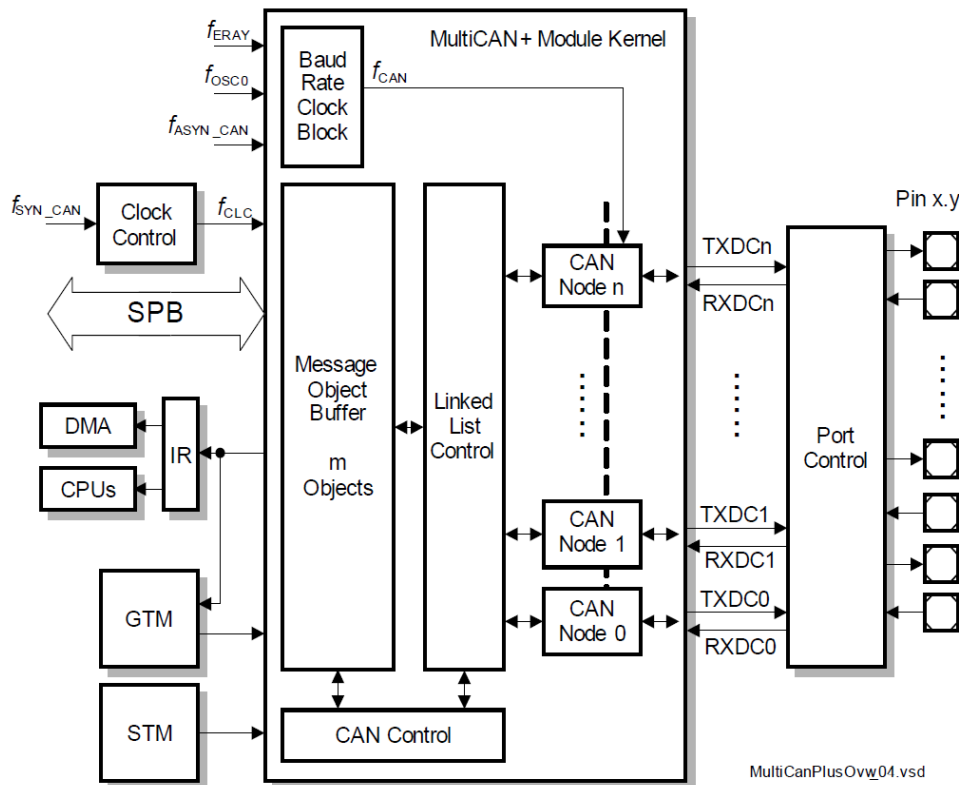 MultiCAN+ Module Kernel
fERAY
fOSC0
fASYN_CAN
Baud
Rate
Clock
Block
fCAN
fSYN_CAN
Clock
Control
fCLC
SPB
Message
Object
Buffer
m
Objects
Linked
List
Control
CAN
Node n
CAN
Node 1
CAN
Node 0
TXDCn
RXDCn
TXDC1
RXDC1
TXDC0
RXDC0
Port
Control
Pin x.y
DMA
CPUs
IR
GTM
STM
CAN Control
MultiCanPlusOvw_04.vsd